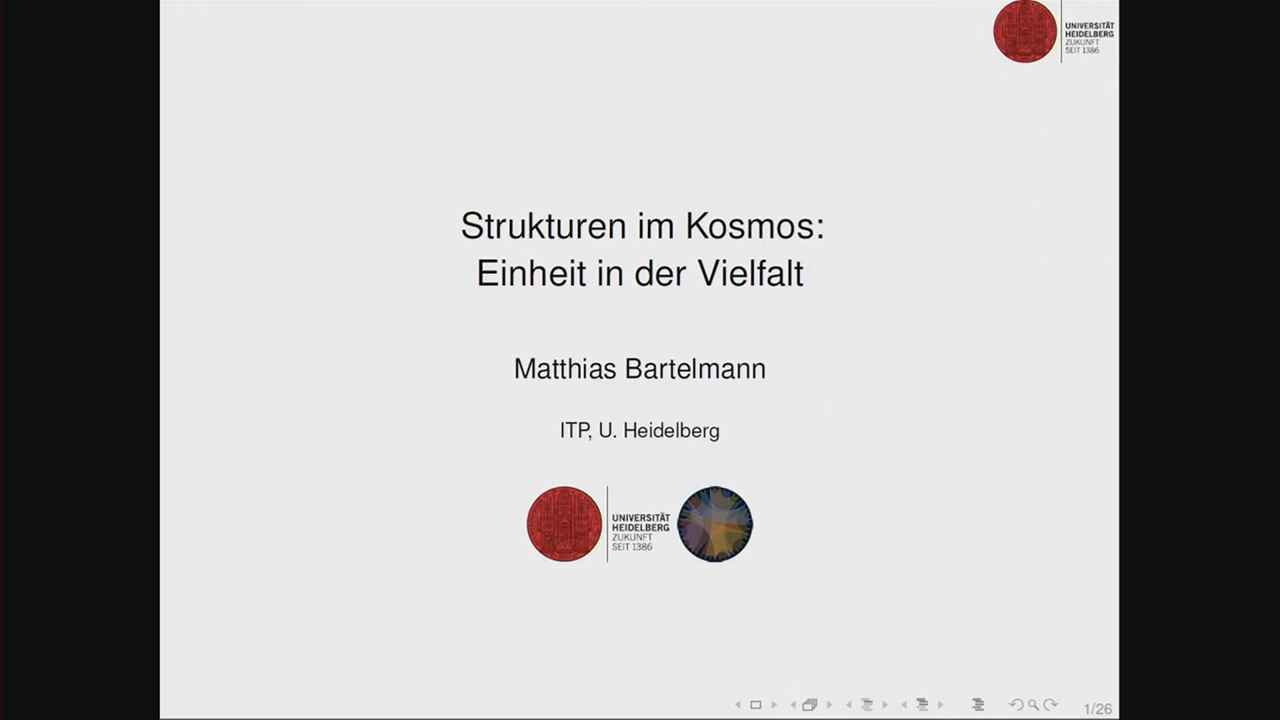 UNIVERSITÄT
HEIDELBERG
ZUKUNFT
SEIT 1386
Strukturen im Kosmos:
Einheit in der Vielfalt
Matthias Bartelmann
ITP, U. Heidelberg
UNIVERSITÄT
HEIDELBERG
ZUKUNFT
SEIT 1386
1/26